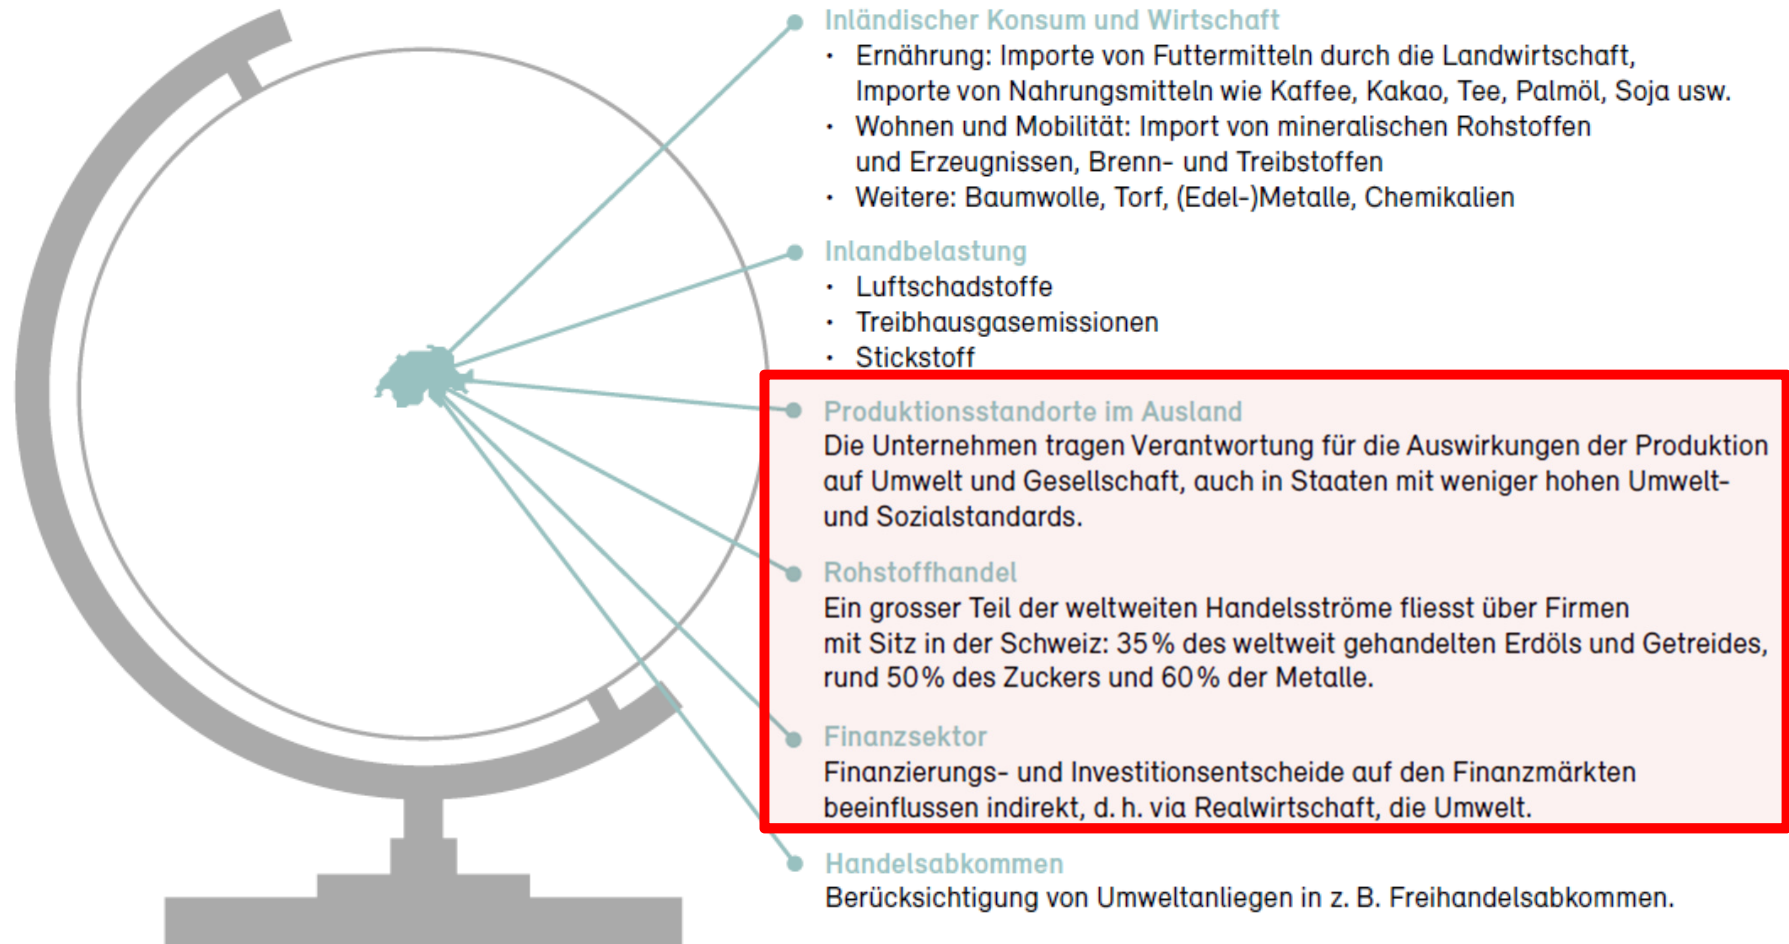 Inländischer Konsum und Wirtschaft
· Ernährung: Importe von Futtermitteln durch die Landwirtschaft,
Importe von Nahrungsmitteln wie Kaffee, Kakao, Tee, Palmöl, Soja usw.
· Wohnen und Mobilität: Import von mineralischen Rohstoffen
und Erzeugnissen, Brenn- und Treibstoffen
· Weitere: Baumwolle, Torf, (Edel-)Metalle, Chemikalien
Inlandbelastung
· Luftschadstoffe
· Treibhausgasemissionen
· Stickstoff
Produktionsstandorte im Ausland
Die Unternehmen tragen Verantwortung für die Auswirkungen der Produktion
auf Umwelt und Gesellschaft, auch in Staaten mit weniger hohen Umwelt-
und Sozialstandards.
Rohstoffhandel
Ein grosser Teil der weltweiten Handelsströme fliesst über Firmen
mit Sitz in der Schweiz: 35 % des weltweit gehandelten Erdöls und Getreides,
rund 50 % des Zuckers und 60 % der Metalle.
Finanzsektor
Finanzierungs- und Investitionsentscheide auf den Finanzmärkten
beeinflussen indirekt, d. h. via Realwirtschaft, die Umwelt.
Handelsabkommen
Berücksichtigung von Umweltanliegen in z. B. Freihandelsabkommen.